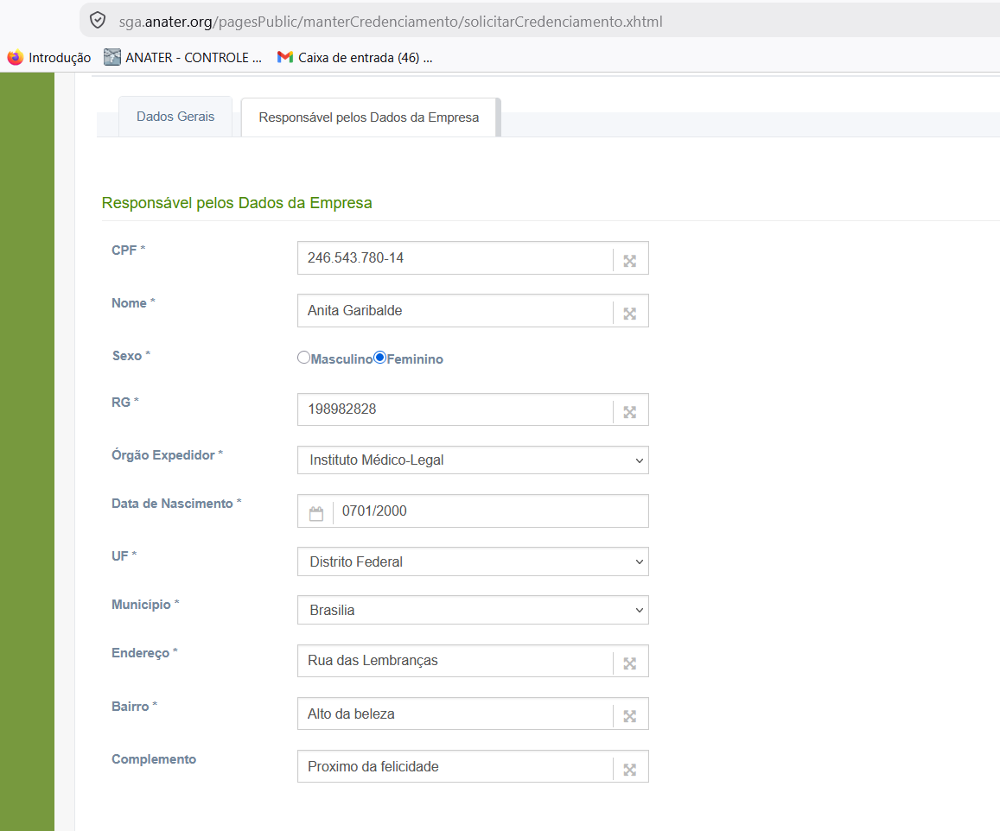 sga.anater.org/pagesPublic/manterCredenciamento/solicitarCredenciamento.xhtml
Introdução ANATER - CONTROLE ... Caixa de entrada (46) ...
Dados Gerais Responsável pelos Dados da Empresa
Responsável pelos Dados da Empresa
CPF * 246.543.780-14
Nome * Anita Garibalde
Sexo * Masculino Feminino
RG * 198982828
Órgão Expedidor * Instituto Médico-Legal
Data de Nascimento * 0701/2000
UF * Distrito Federal
Município * Brasilia
Endereço * Rua das Lembranças
Bairro * Alto da beleza
Complemento Proximo da felicidade